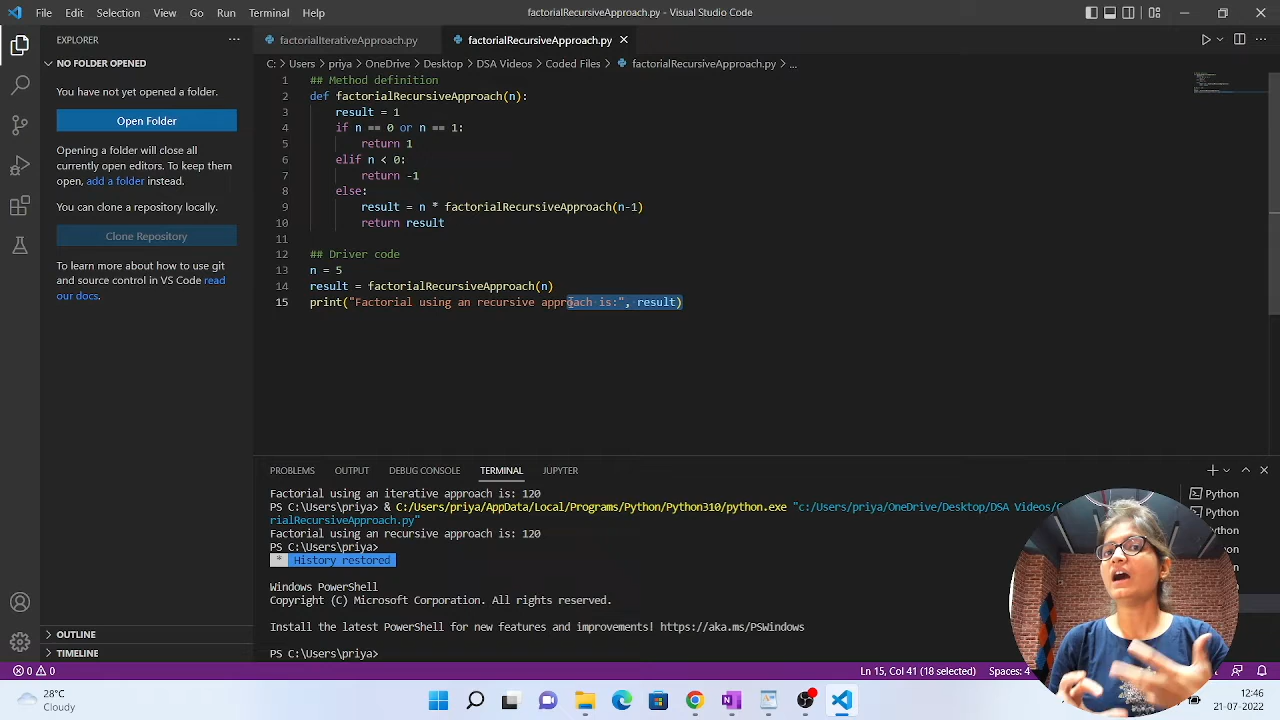 File Edit Selection View Go Run Terminal Help
factorialRecursiveApproach.py - Visual Studio Code
EXPLORER
factorialIterativeApproach.py
factorialRecursiveApproach.py
NO FOLDER OPENED
C: > Users > priya > OneDrive > Desktop > DSA Videos > Coded Files > factorialRecursiveApproach.py > ...
You have not yet opened a folder.
Open Folder
Opening a folder will close all
currently open editors. To keep them
open, add a folder instead.
You can clone a repository locally.
Clone Repository
To learn more about how to use git
and source control in VS Code read
our docs.
1 ## Method definition
2 def factorialRecursiveApproach(n):
3 result = 1
4 if n == 0 or n == 1:
5 return 1
6 elif n < 0:
7 return -1
8 else:
9 result = n * factorialRecursiveApproach(n-1)
10 return result
11
12 ## Driver code
13 n = 5
14 result = factorialRecursiveApproach(n)
15 print("Factorial using an recursive approach is:", result)
PROBLEMS OUTPUT DEBUG CONSOLE TERMINAL JUPYTER
Factorial using an iterative approach is: 120
PS C:\Users\priya> & C:/Users/priya/AppData/Local/Programs/Python/Python310/python.exe "c:/Users/priya/OneDrive/Desktop/DSA Videos/C
rialRecursiveApproach.py"
Factorial using an recursive approach is: 120
PS C:\Users\priya>
* History restored
Windows PowerShell
Copyright (C) Microsoft Corporation. All rights reserved.
Install the latest PowerShell for new features and improvements! https://aka.ms/PSWindows
PS C:\Users\priya>
Python
Python
OUTLINE
TIMELINE
0 0
Ln 15, Col 41 (18 selected) Spaces: 4
28°C
Cloudy
12:46
21-07-2022